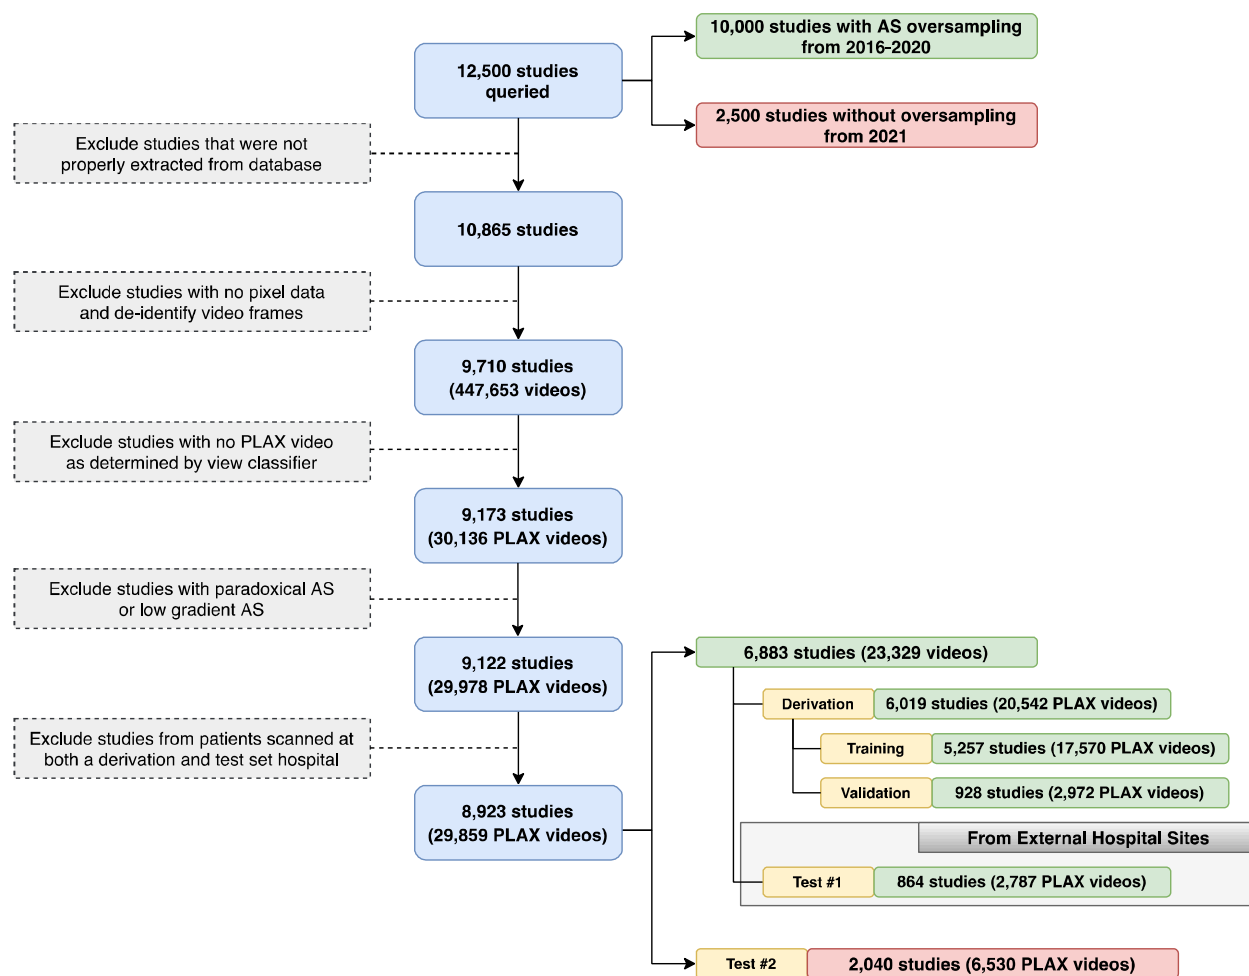 12,500 studies
queried
10,000 studies with AS oversampling
from 2016-2020
2,500 studies without oversampling
from 2021
Exclude studies that were not
properly extracted from database
10,865 studies
Exclude studies with no pixel data
and de-identify video frames
9,710 studies
(447,653 videos)
Exclude studies with no PLAX video
as determined by view classifier
9,173 studies
(30,136 PLAX videos)
Exclude studies with paradoxical AS
or low gradient AS
9,122 studies
(29,978 PLAX videos)
Exclude studies from patients scanned at
both a derivation and test set hospital
8,923 studies
(29,859 PLAX videos)
6,883 studies (23,329 videos)
Derivation
6,019 studies (20,542 PLAX videos)
Training
5,257 studies (17,570 PLAX videos)
Validation
928 studies (2,972 PLAX videos)
From External Hospital Sites
Test #1
864 studies (2,787 PLAX videos)
Test #2
2,040 studies (6,530 PLAX videos)